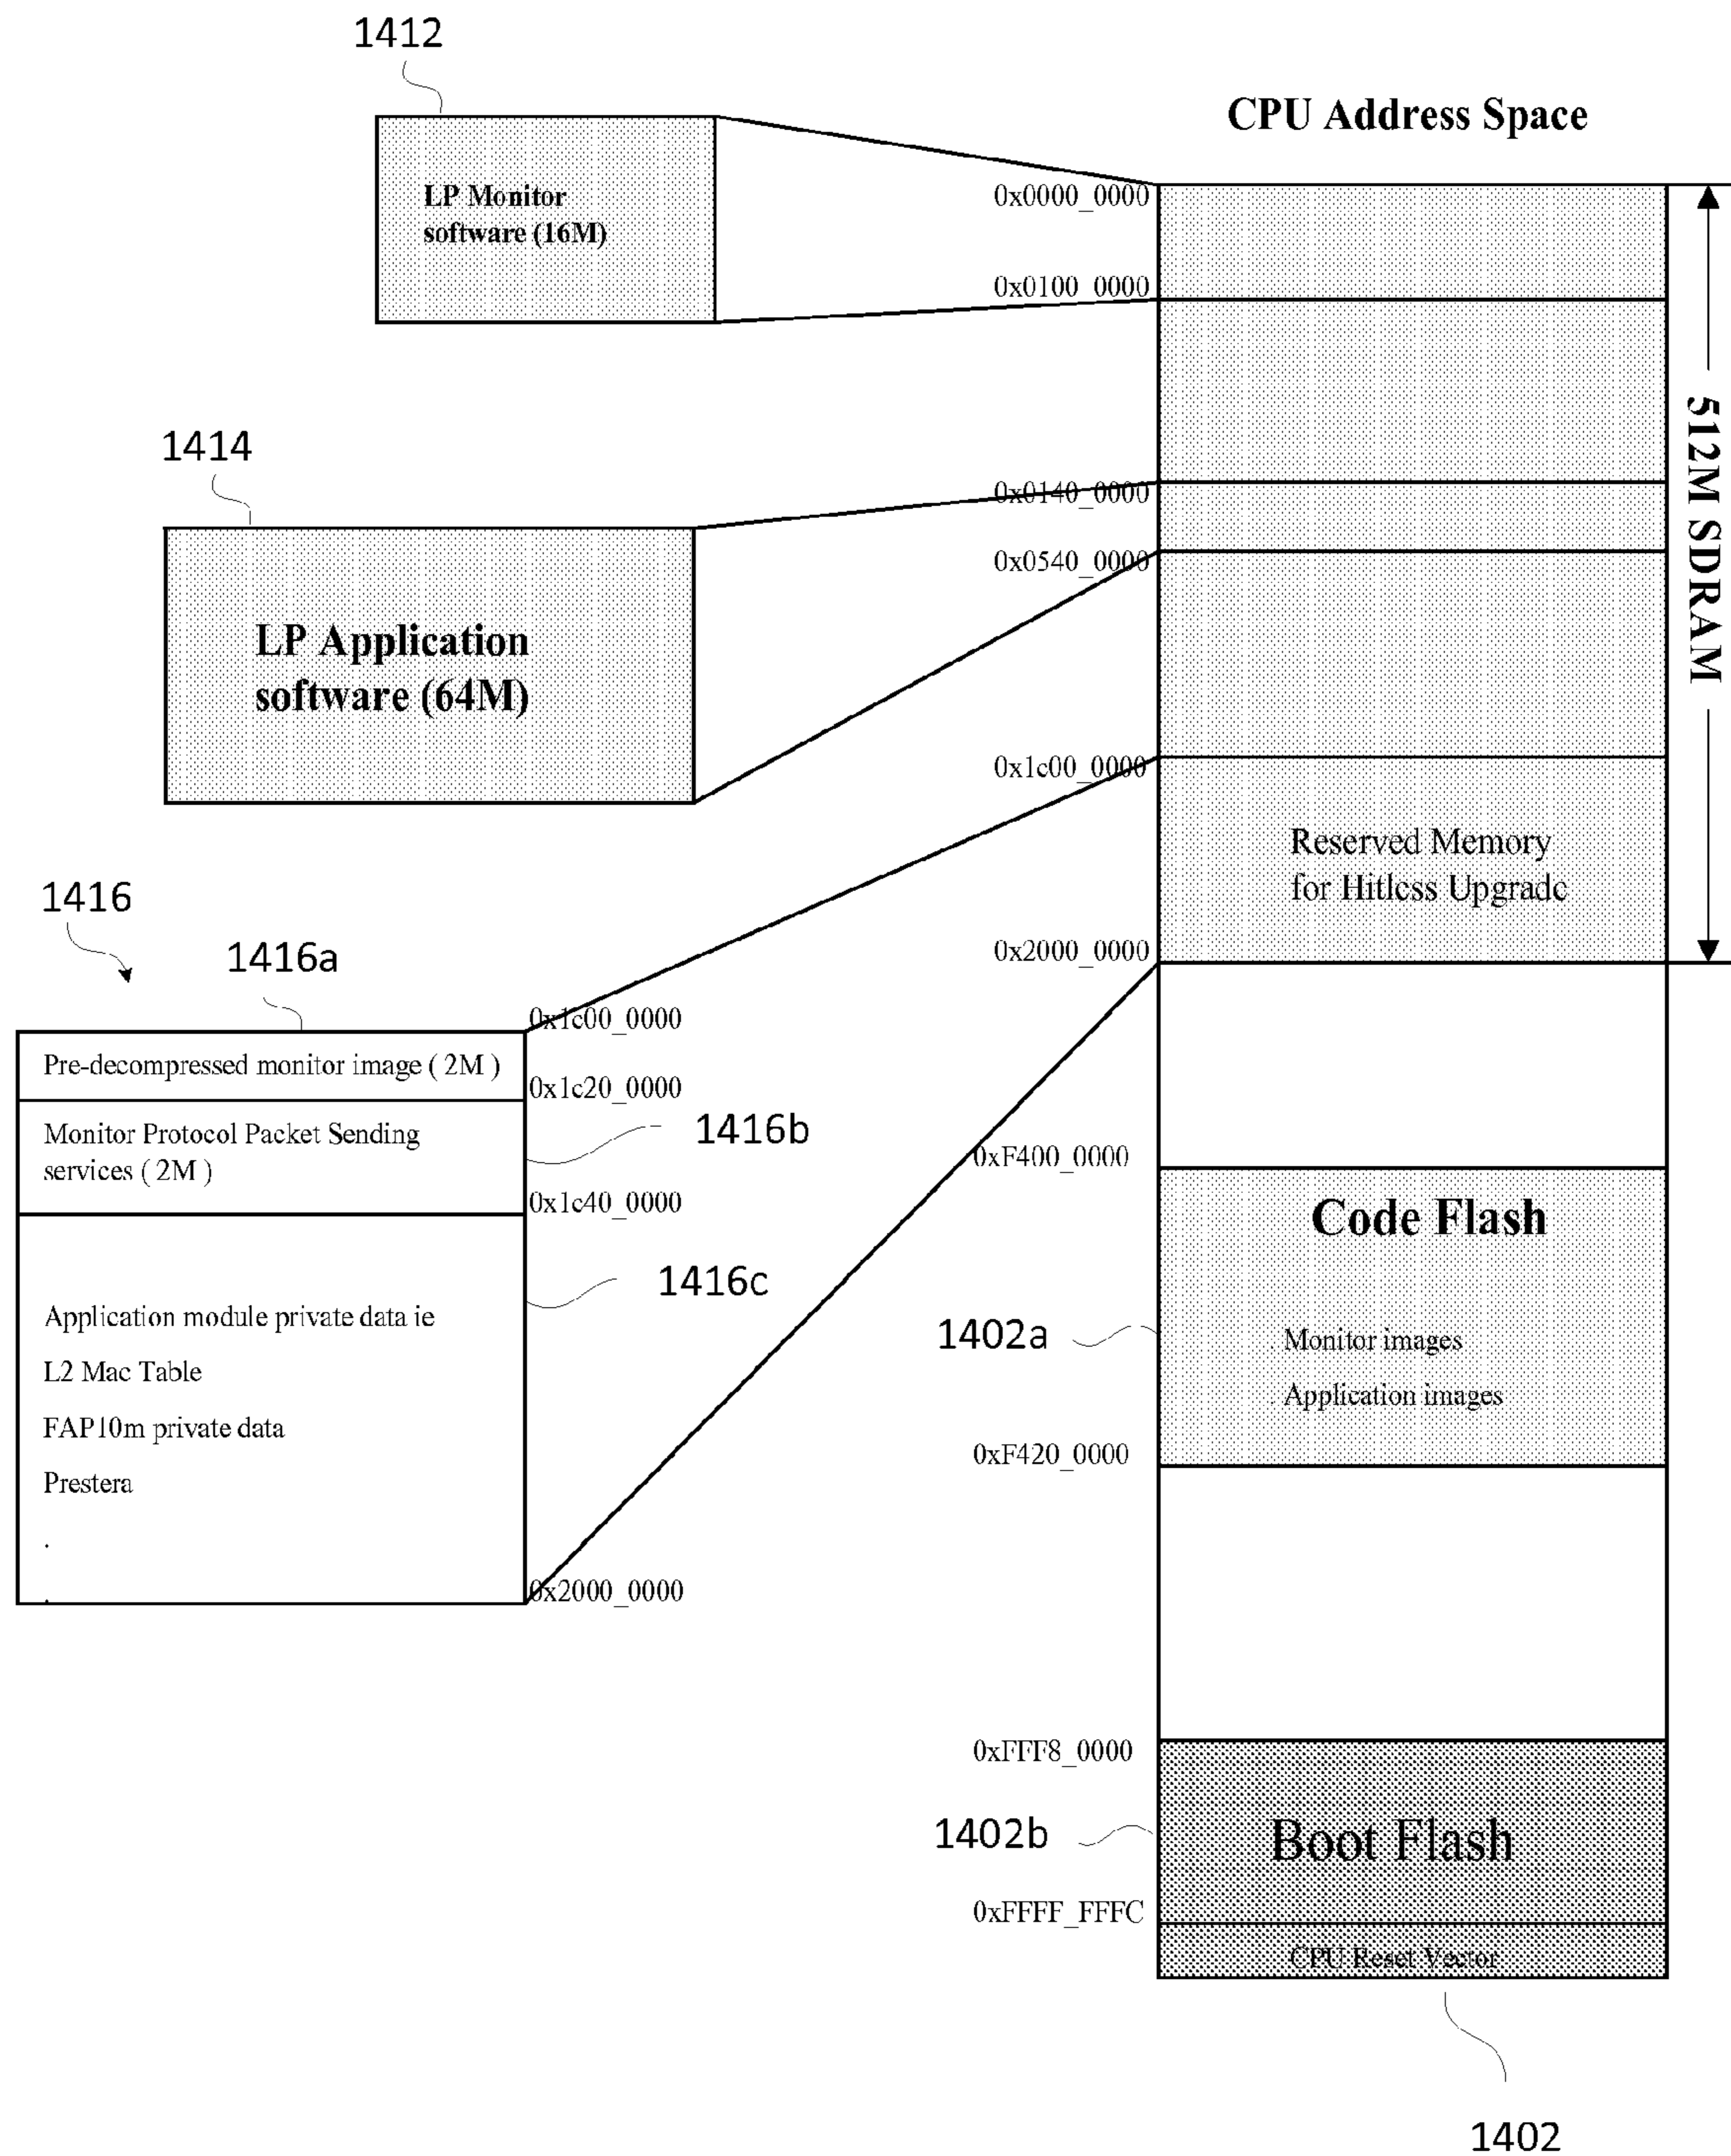 1412
CPU Address Space
LP Monitor
software (16M)
0x0000_0000
0x0100_0000
512M SDRAM
1414
0x0140_0000
0x0540_0000
LP Application
software (64M)
0x1c00_0000
Reserved Memory
for Hitless Upgrade
1416
0x2000_0000
1416a
0x1c00_0000
Pre-decompressed monitor image ( 2M )
0x1c20_0000
Monitor Protocol Packet Sending
services ( 2M )
1416b
0x1c40_0000
0xF400_0000
Code Flash
1416c
Application module private data ie
L2 Mac Table
FAP10m private data
Prestera
.
.
0x2000_0000
1402a
. Monitor images
. Application images
0xF420_0000
0xFFF8_0000
1402b
Boot Flash
0xFFFF_FFFC
CPU Reset Vector
1402